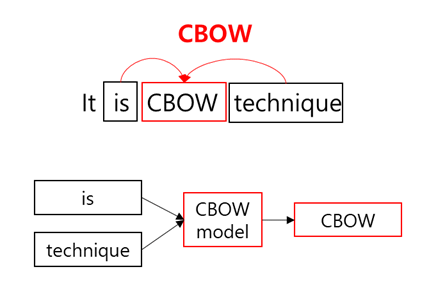 CBOW
It is CBOW technique
is
technique
CBOW
model
CBOW